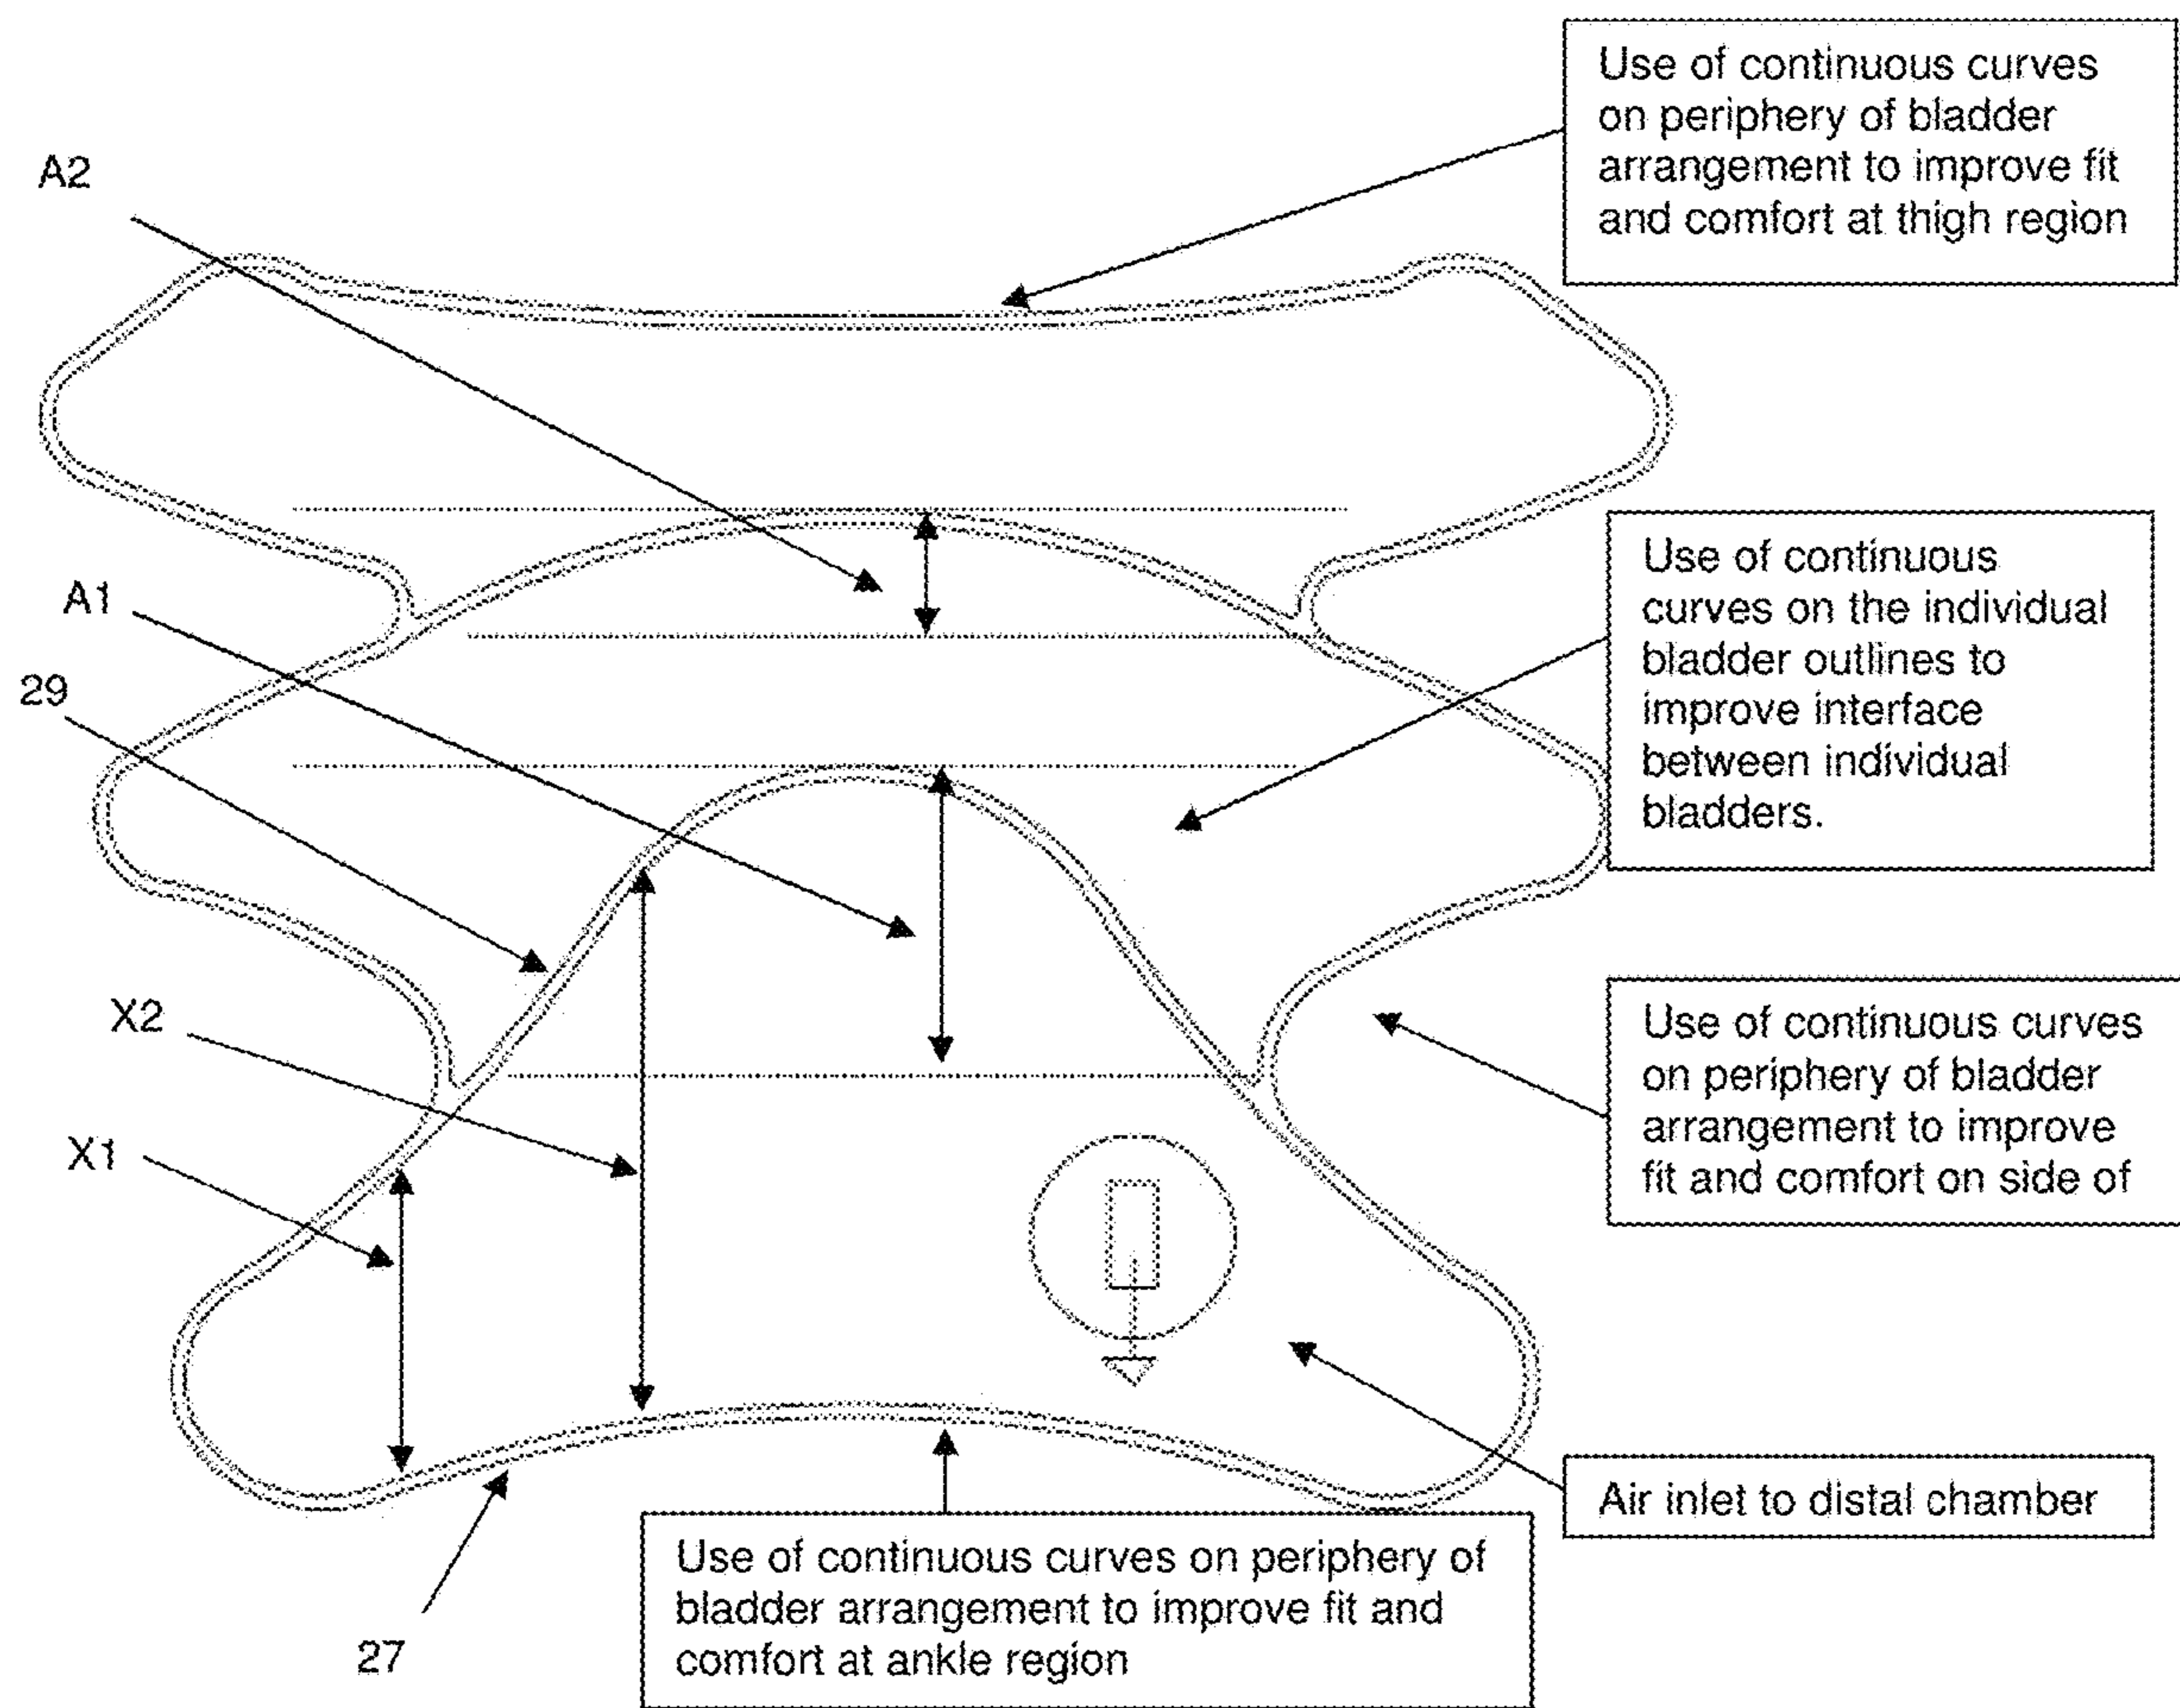 Use of continuous curves
on periphery of bladder
arrangement to improve fit
and comfort at thigh region
A2
A1
29
Use of continuous
curves on the individual
bladder outlines to
improve interface
between individual
bladders.
X2
X1
Use of continuous curves
on periphery of bladder
arrangement to improve
fit and comfort on side of
Air inlet to distal chamber
Use of continuous curves on periphery of
bladder arrangement to improve fit and
comfort at ankle region
27